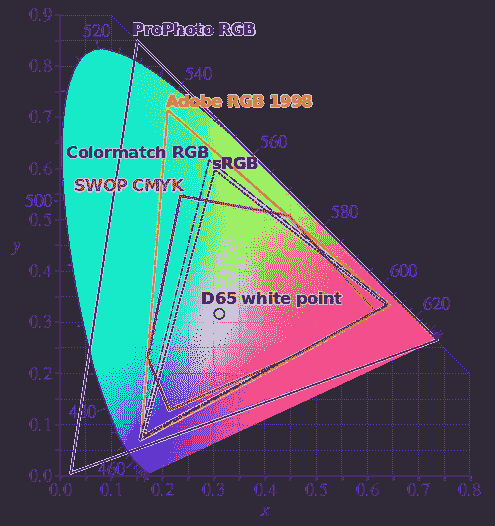 0.9
ProPhoto RGB
520
0.8
540
Adobe RGB 1998
0.7
560
Colormatch RGB
sRGB
0.6
SWOP CMYK
500
580
0.5
y
0.4
600
D65 white point
620
0.3
0.2
0.1
460
0.0
0.0 0.1 0.2 0.3 0.4 0.5 0.6 0.7 0.8
x